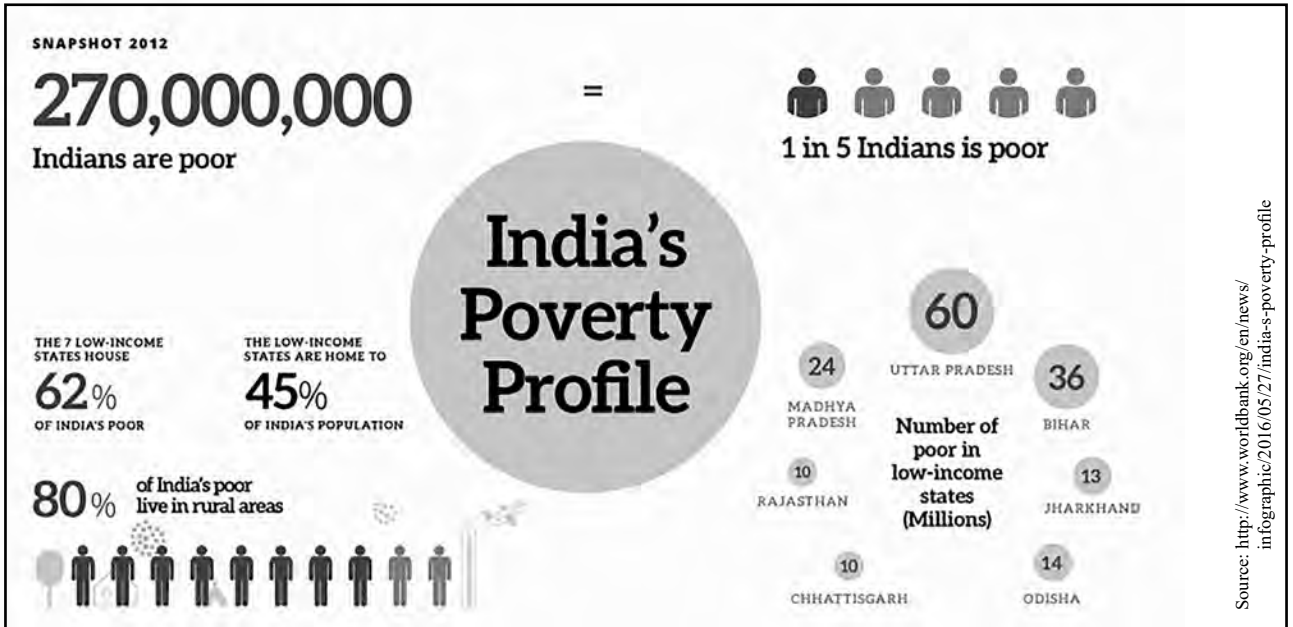 SNAPSHOT 2012
270,000,000
Indians are poor
=
1 in 5 Indians is poor
India's
Poverty
Profile
THE 7 LOW-INCOME
STATES HOUSE
62%
OF INDIA'S POOR
THE LOW-INCOME
STATES ARE HOME TO
45%
OF INDIA'S POPULATION
80%
of India's poor
live in rural areas
60
UTTAR PRADESH
24
MADHYA
PRADESH
36
BIHAR
Number of
poor in
low-income
states
(Millions)
10
RAJASTHAN
13
JHARKHAND
10
CHHATTISGARH
14
ODISHA
Source: http://www.worldbank.org/en/news/
infographic/2016/05/27/india-s-poverty-profile